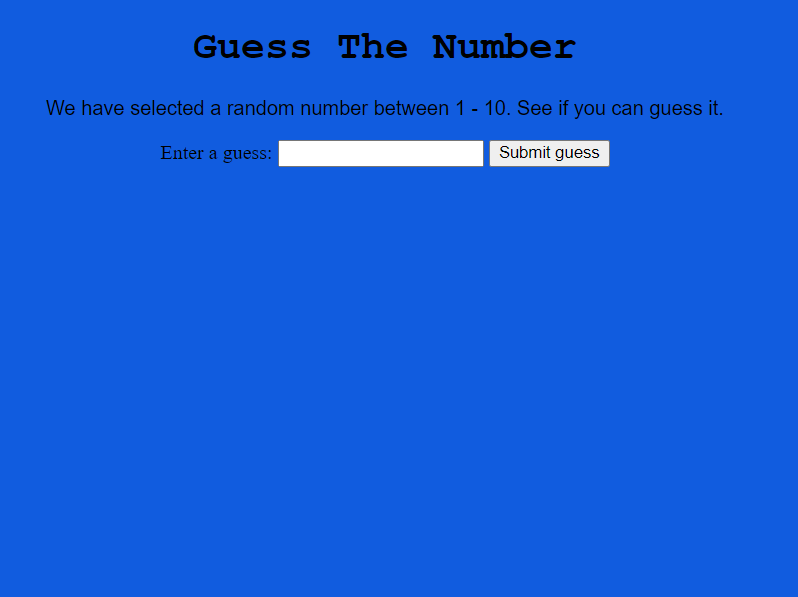 Guess The Number
We have selected a random number between 1 - 10. See if you can guess it.
Enter a guess: Submit guess